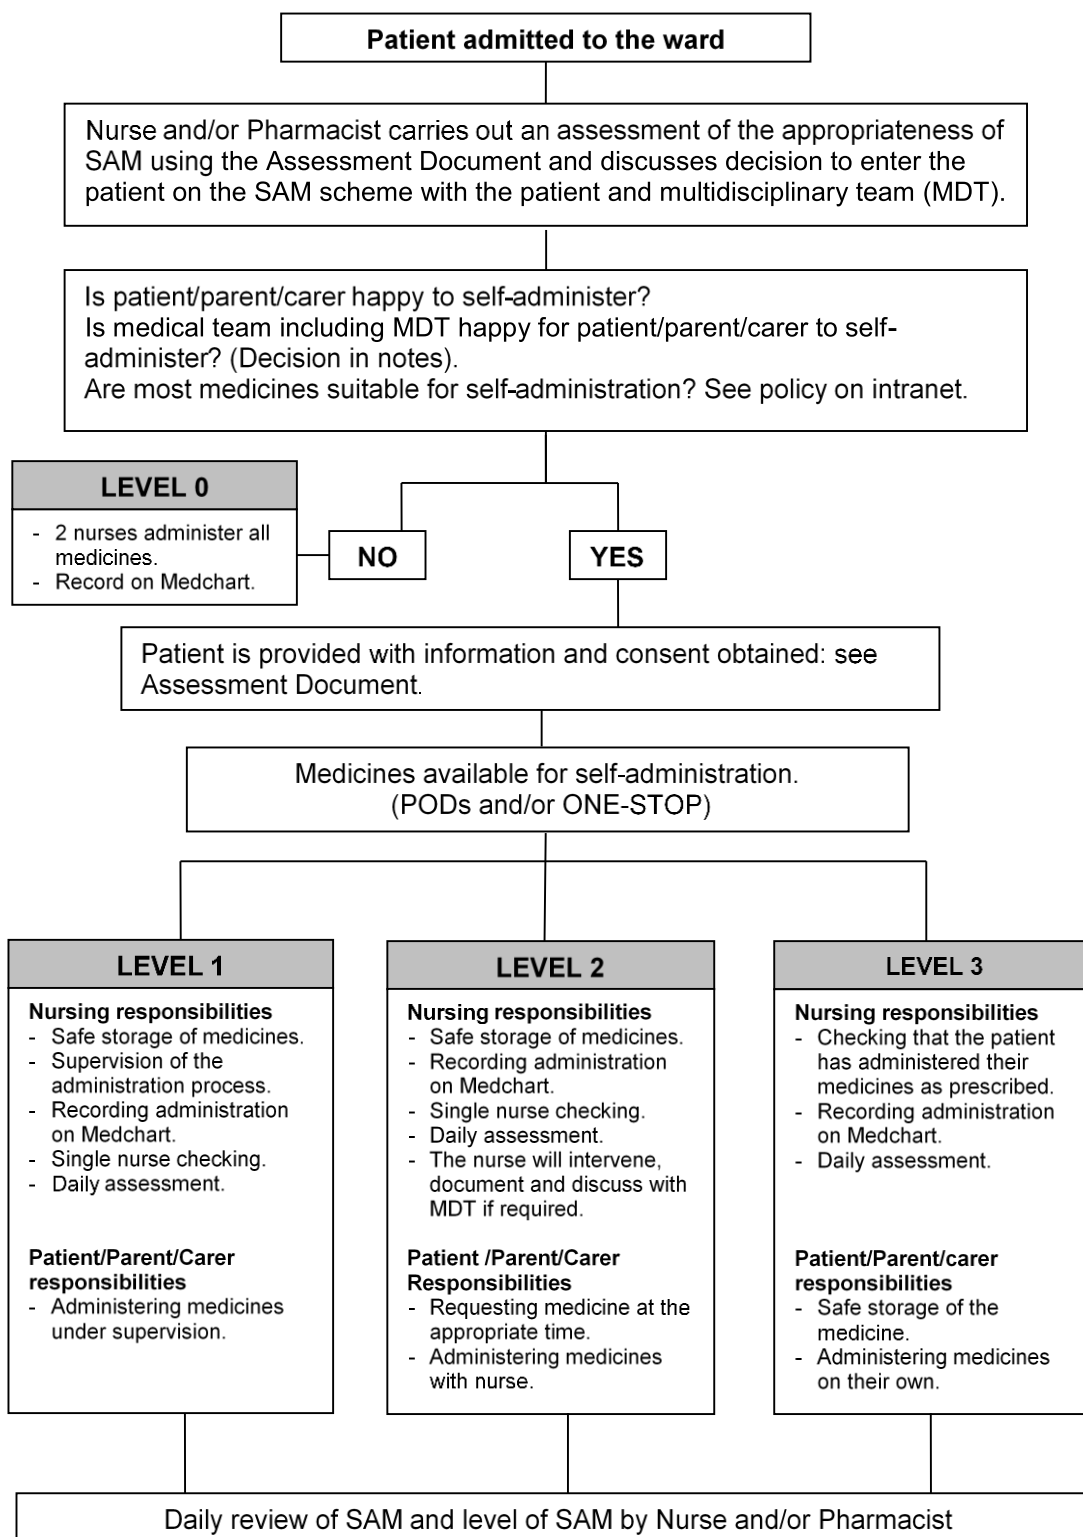 Patient admitted to the ward
Nurse and/or Pharmacist carries out an assessment of the appropriateness of
SAM using the Assessment Document and discusses decision to enter the
patient on the SAM scheme with the patient and multidisciplinary team (MDT).
Is patient/parent/carer happy to self-administer?
Is medical team including MDT happy for patient/parent/carer to self-
administer? (Decision in notes).
Are most medicines suitable for self-administration? See policy on intranet.
LEVEL 0
- 2 nurses administer all
medicines.
- Record on Medchart.
NO
YES
Patient is provided with information and consent obtained: see
Assessment Document.
Medicines available for self-administration.
(PODs and/or ONE-STOP)
LEVEL 1
Nursing responsibilities
- Safe storage of medicines.
- Supervision of the
administration process.
- Recording administration
on Medchart.
- Single nurse checking.
- Daily assessment.
Patient/Parent/Carer
responsibilities
- Administering medicines
under supervision.
LEVEL 2
Nursing responsibilities
- Safe storage of medicines.
- Recording administration
on Medchart.
- Single nurse checking.
- Daily assessment.
- The nurse will intervene,
document and discuss with
MDT if required.
Patient /Parent/Carer
Responsibilities
- Requesting medicine at the
appropriate time.
- Administering medicines
with nurse.
LEVEL 3
Nursing responsibilities
- Checking that the patient
has administered their
medicines as prescribed.
- Recording administration
on Medchart.
- Daily assessment.
Patient/Parent/carer
responsibilities
- Safe storage of the
medicine.
- Administering medicines
on their own.
Daily review of SAM and level of SAM by Nurse and/or Pharmacist